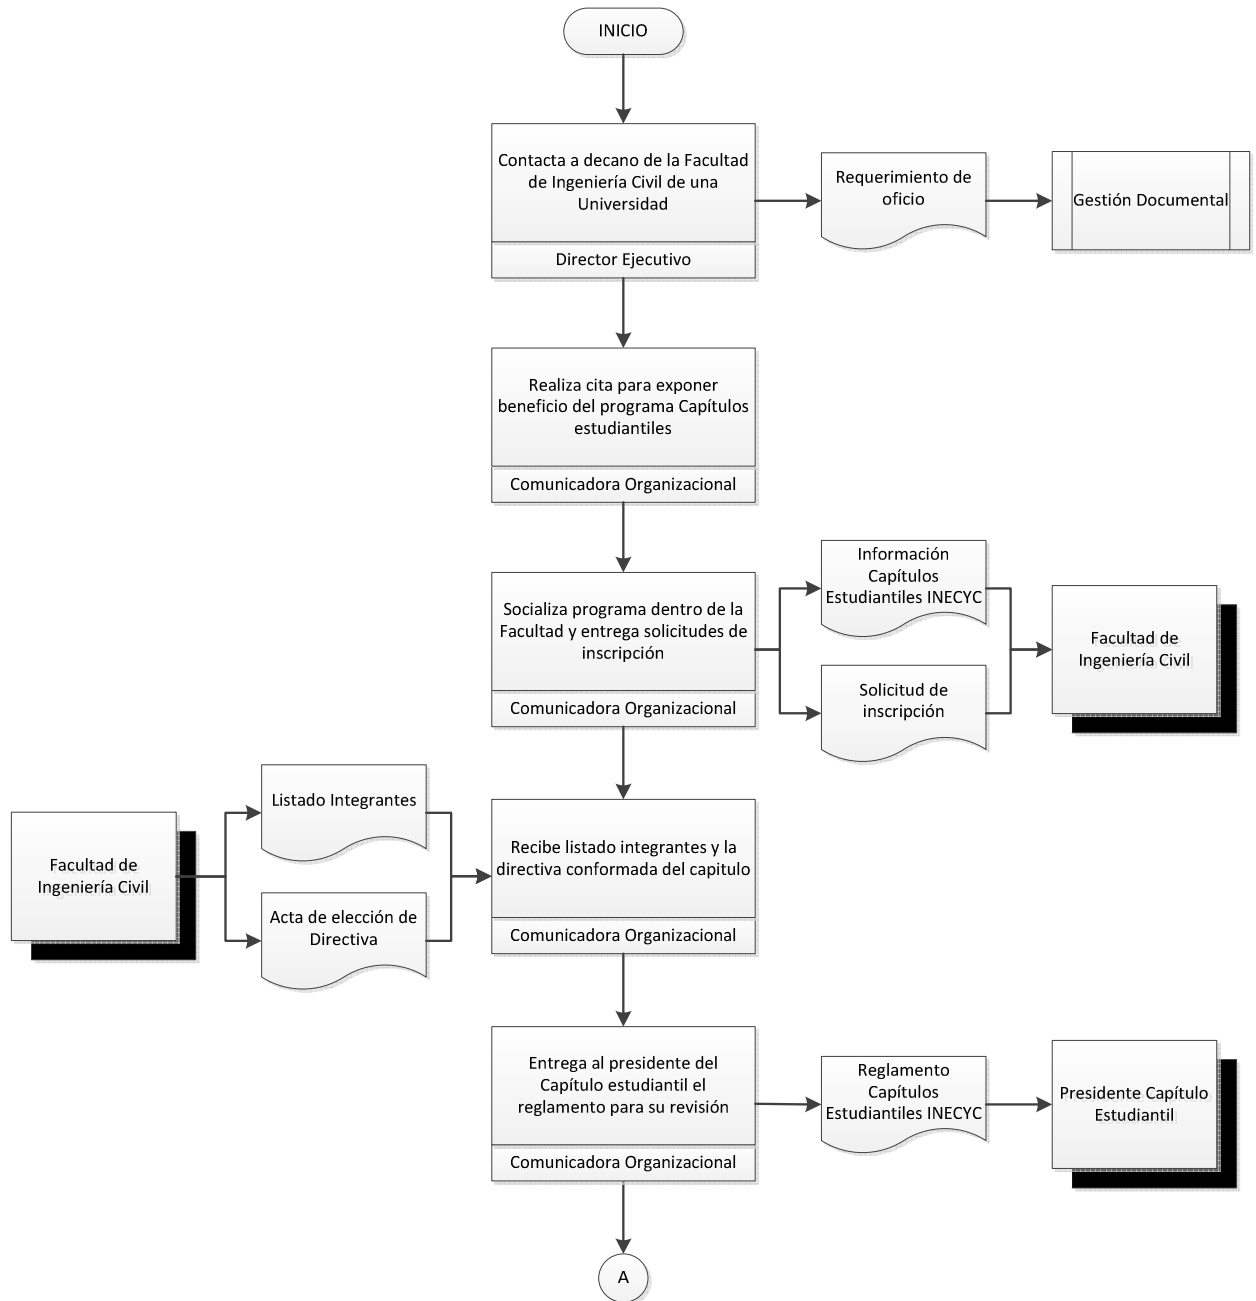 INICIO
Contacta a decano de la Facultad
de Ingeniería Civil de una
Universidad
Director Ejecutivo
Requerimiento de
oficio
Gestión Documental
Realiza cita para exponer
beneficio del programa Capítulos
estudiantiles
Comunicadora Organizacional
Socializa programa dentro de la
Facultad y entrega solicitudes de
inscripción
Comunicadora Organizacional
Información
Capítulos
Estudiantiles INECYC
Solicitud de
inscripción
Facultad de
Ingeniería Civil
Facultad de
Ingeniería Civil
Listado Integrantes
Acta de elección de
Directiva
Recibe listado integrantes y la
directiva conformada del capitulo
Comunicadora Organizacional
Entrega al presidente del
Capítulo estudiantil el
reglamento para su revisión
Comunicadora Organizacional
Reglamento
Capítulos
Estudiantiles INECYC
Presidente Capítulo
Estudiantil
A